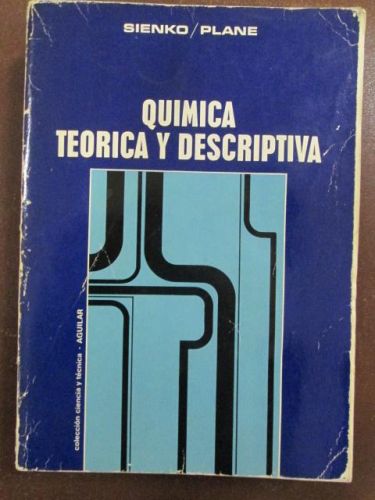 SIENKO/PLANE
QUIMICA
TEORICA Y DESCRIPTIVA
colección ciencia y técnica - AGUILAR